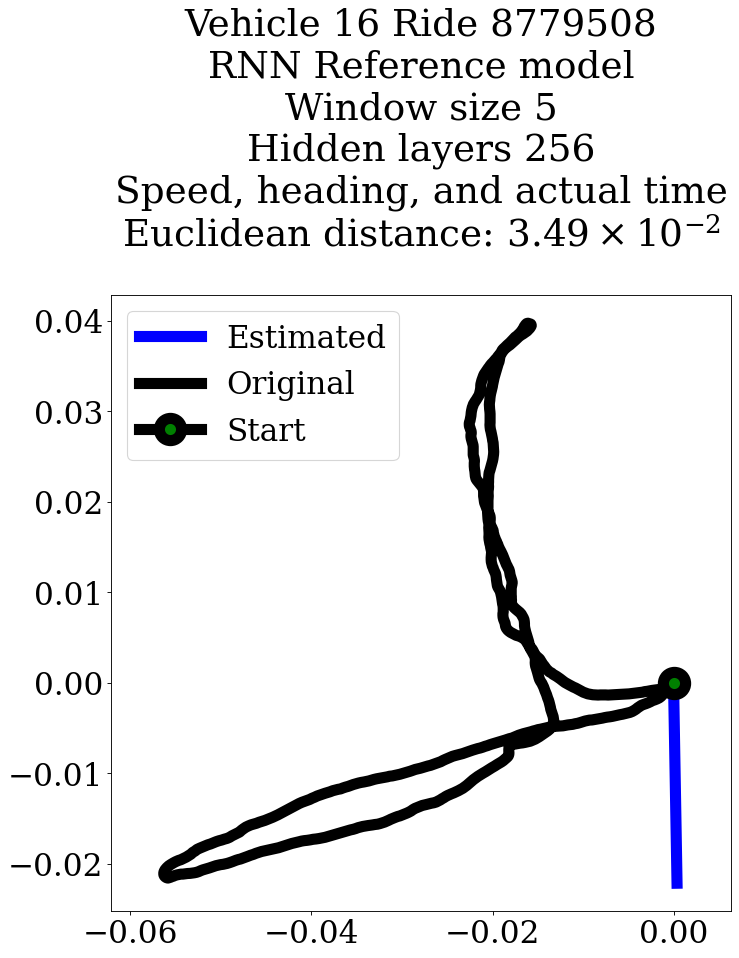 Vehicle 16 Ride 8779508
RNN Reference model
Window size 5
Hidden layers 256
Speed, heading, and actual time
Euclidean distance: 3.49 × 10⁻²
Estimated
Original
Start
0.04
0.03
0.02
0.01
0.00
−0.01
−0.02
−0.06 −0.04 −0.02 0.00